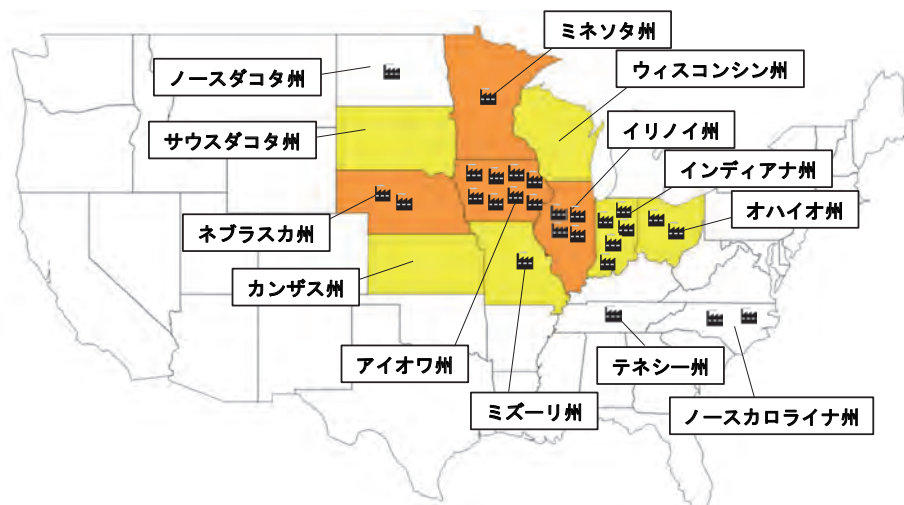 ミネソタ州
ノースダコタ州
ウィスコンシン州
サウスダコタ州
イリノイ州
インディアナ州
オハイオ州
ネブラスカ州
カンザス州
アイオワ州
テネシー州
ミズーリ州
ノースカロライナ州